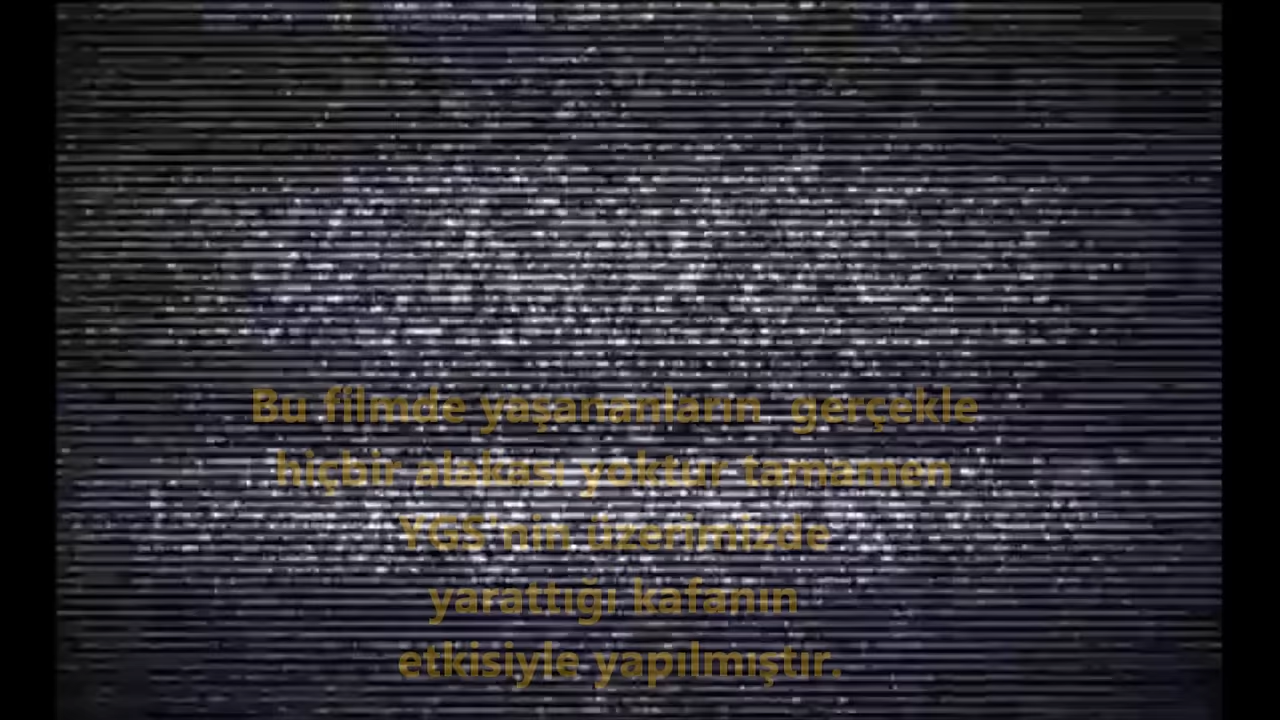 Bu filmde yaşananların gerçekle
hiçbir alakası yoktur tamamen
YGS'nin üzerimizde
yarattığı kafanın
etkisiyle yapılmıştır.